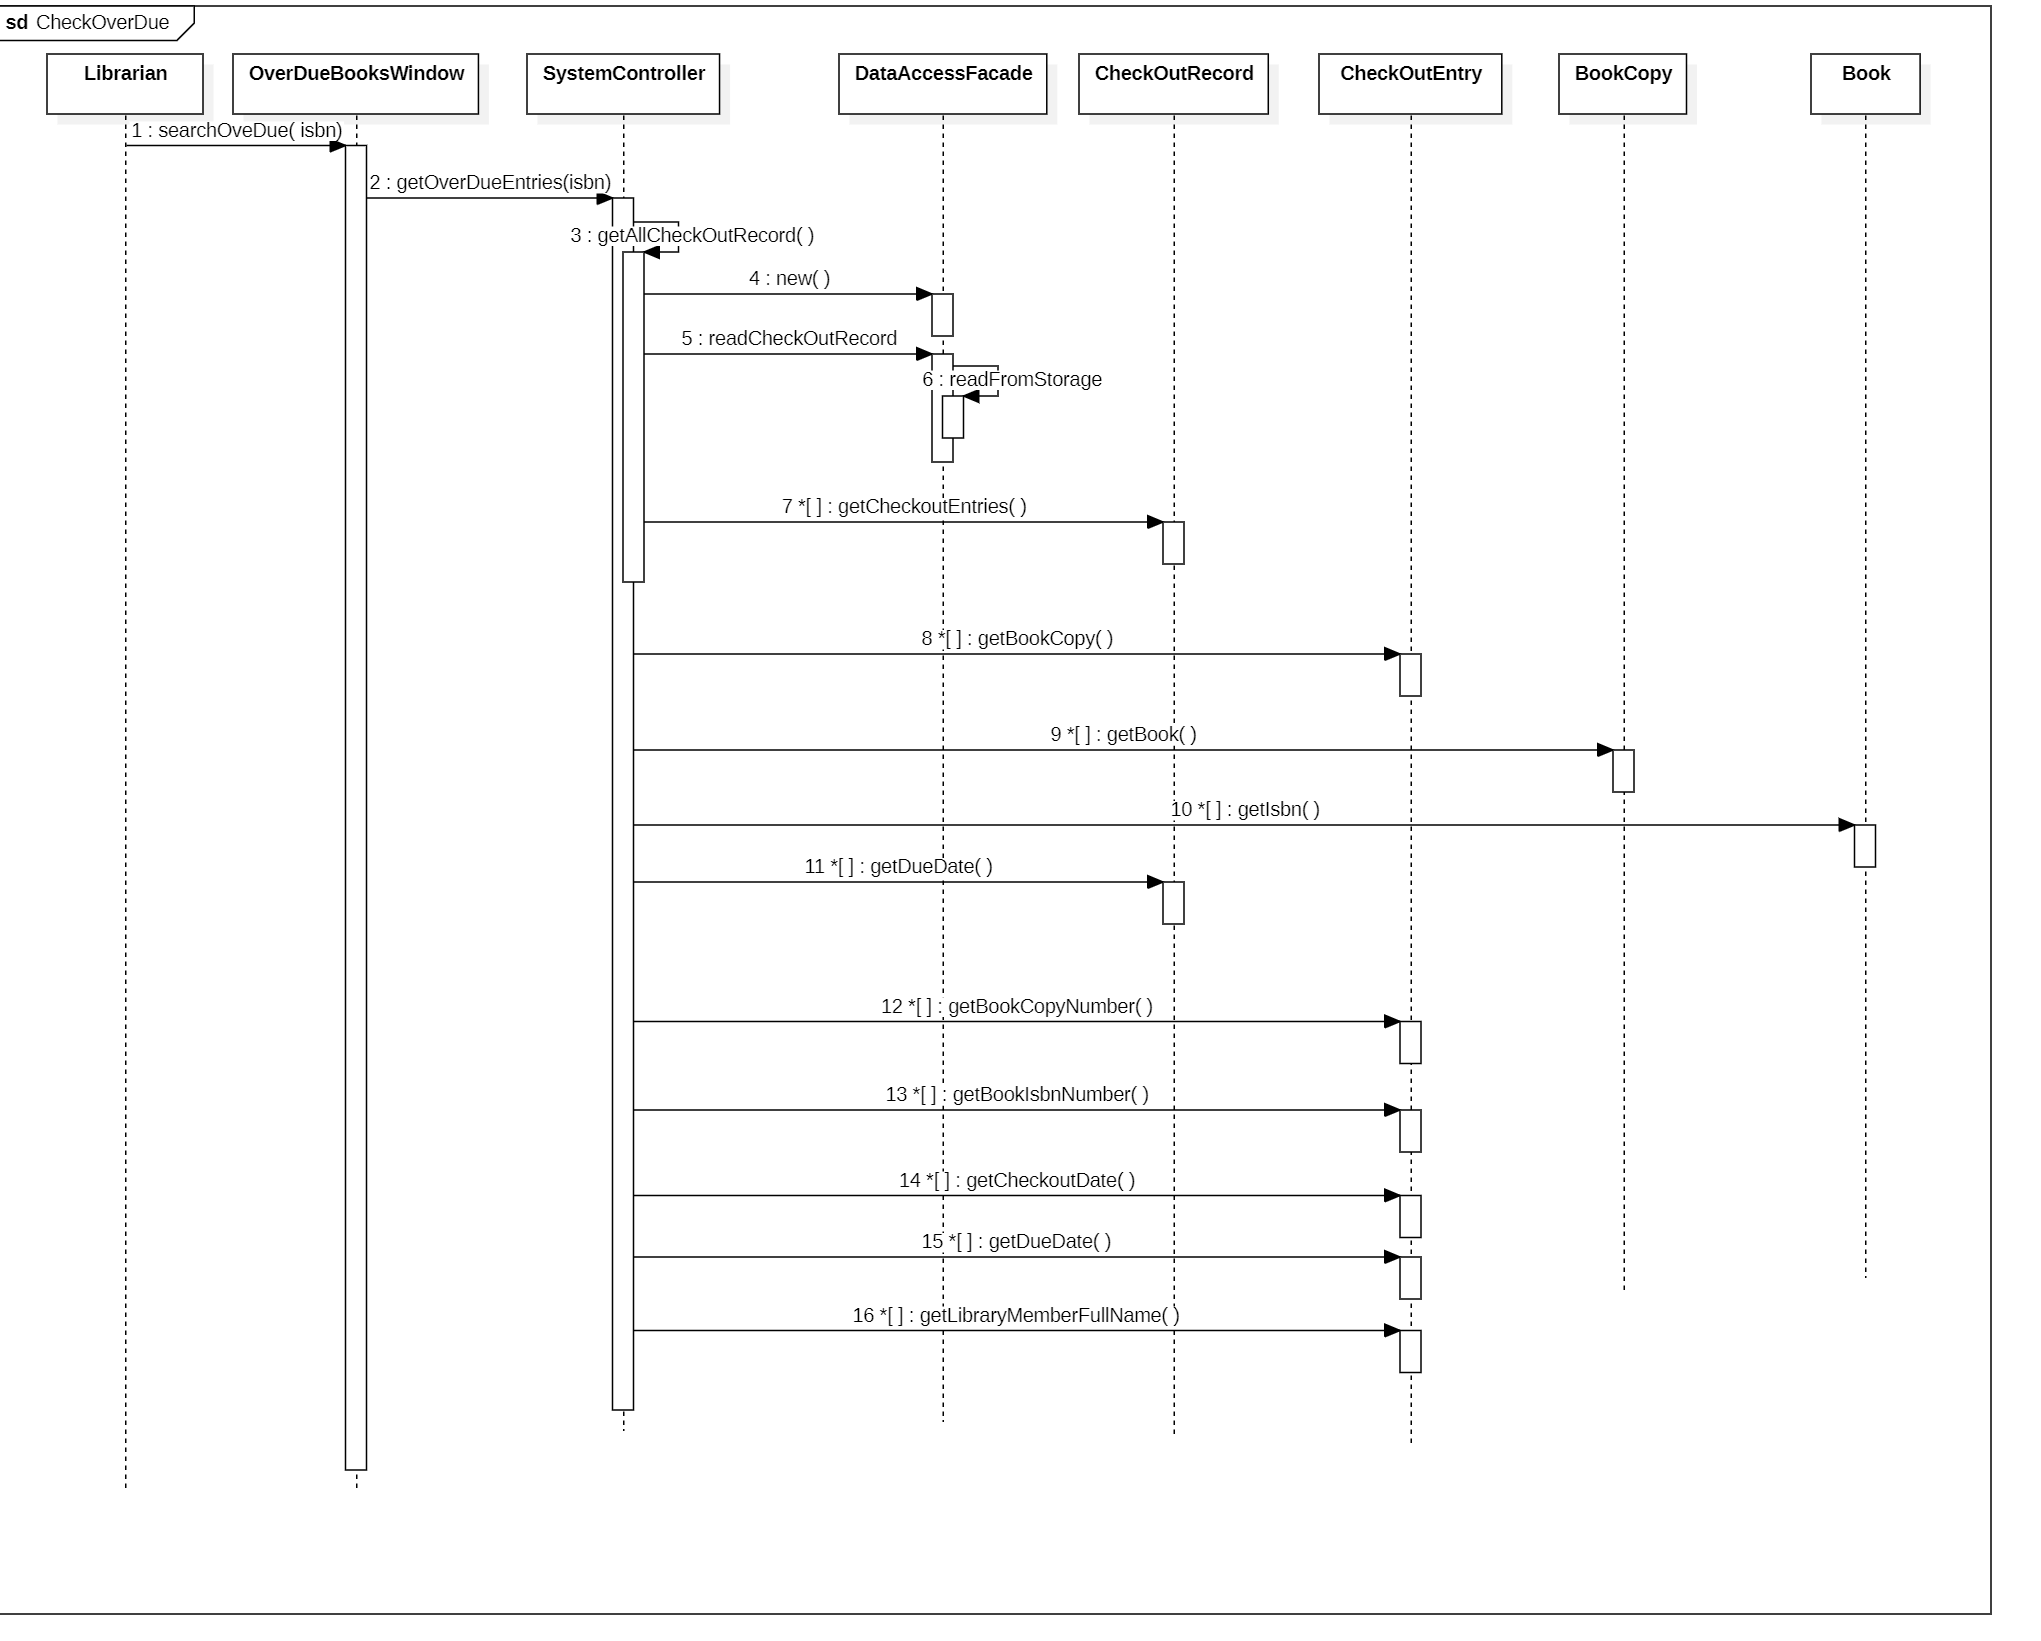 sd CheckOverDue
Librarian
OverDueBooksWindow
SystemController
DataAccessFacade
CheckOutRecord
CheckOutEntry
BookCopy
Book
1 : searchOveDue( isbn)
2 : getOverDueEntries(isbn)
3 : getAllCheckOutRecord( )
4 : new( )
5 : readCheckOutRecord
6 : readFromStorage
7 *[ ] : getCheckoutEntries( )
8 *[ ] : getBookCopy( )
9 *[ ] : getBook( )
10 *[ ] : getIsbn( )
11 *[ ] : getDueDate( )
12 *[ ] : getBookCopyNumber( )
13 *[ ] : getBookIsbnNumber( )
14 *[ ] : getCheckoutDate( )
15 *[ ] : getDueDate( )
16 *[ ] : getLibraryMemberFullName( )